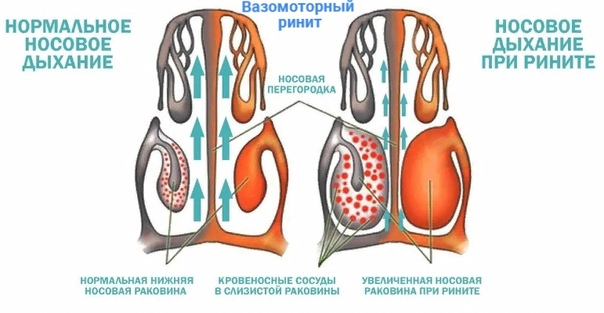 Вазомоторный
ринит
НОРМАЛЬНОЕ
НОСОВОЕ
ДЫХАНИЕ
НОСОВОЕ
ДЫХАНИЕ
ПРИ РИНИТЕ
НОСОВАЯ
ПЕРЕГОРОДКА
НОРМАЛЬНАЯ НИЖНЯЯ
НОСОВАЯ РАКОВИНА
КРОВЕНОСНЫЕ СОСУДЫ
В СЛИЗИСТОЙ РАКОВИНЫ
УВЕЛИЧЕННАЯ НОСОВАЯ
РАКОВИНА ПРИ РИНИТЕ